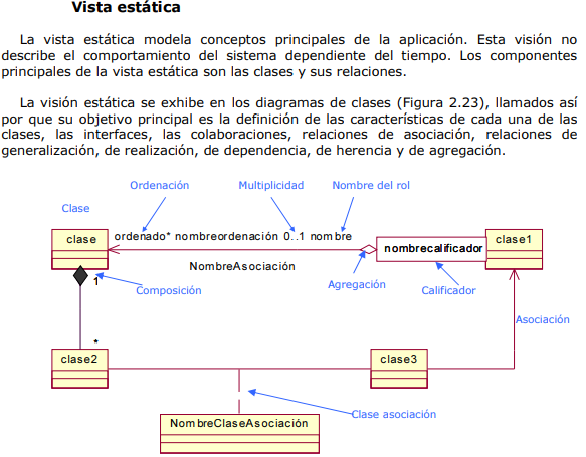 Vista estática
La vista estática modela conceptos principales de la aplicación. Esta visión no
describe el comportamiento del sistema dependiente del tiempo. Los componentes
principales de la vista estática son las clases y sus relaciones.
La visión estática se exhibe en los diagramas de clases (Figura 2.23), llamados así
por que su objetivo principal es la definición de las características de cada una de las
clases, las interfaces, las colaboraciones, relaciones de asociación, relaciones de
generalización, de realización, de dependencia, de herencia y de agregación.
Ordenación Multiplicidad Nombre del rol
Clase
clase ordenado* nombreordenación 0..1 nombre nombrecalificador clase1
NombreAsociación
1 Composición Agregación Calificador
Asociación
*
clase2 clase3
Clase asociación
NombreClaseAsociación